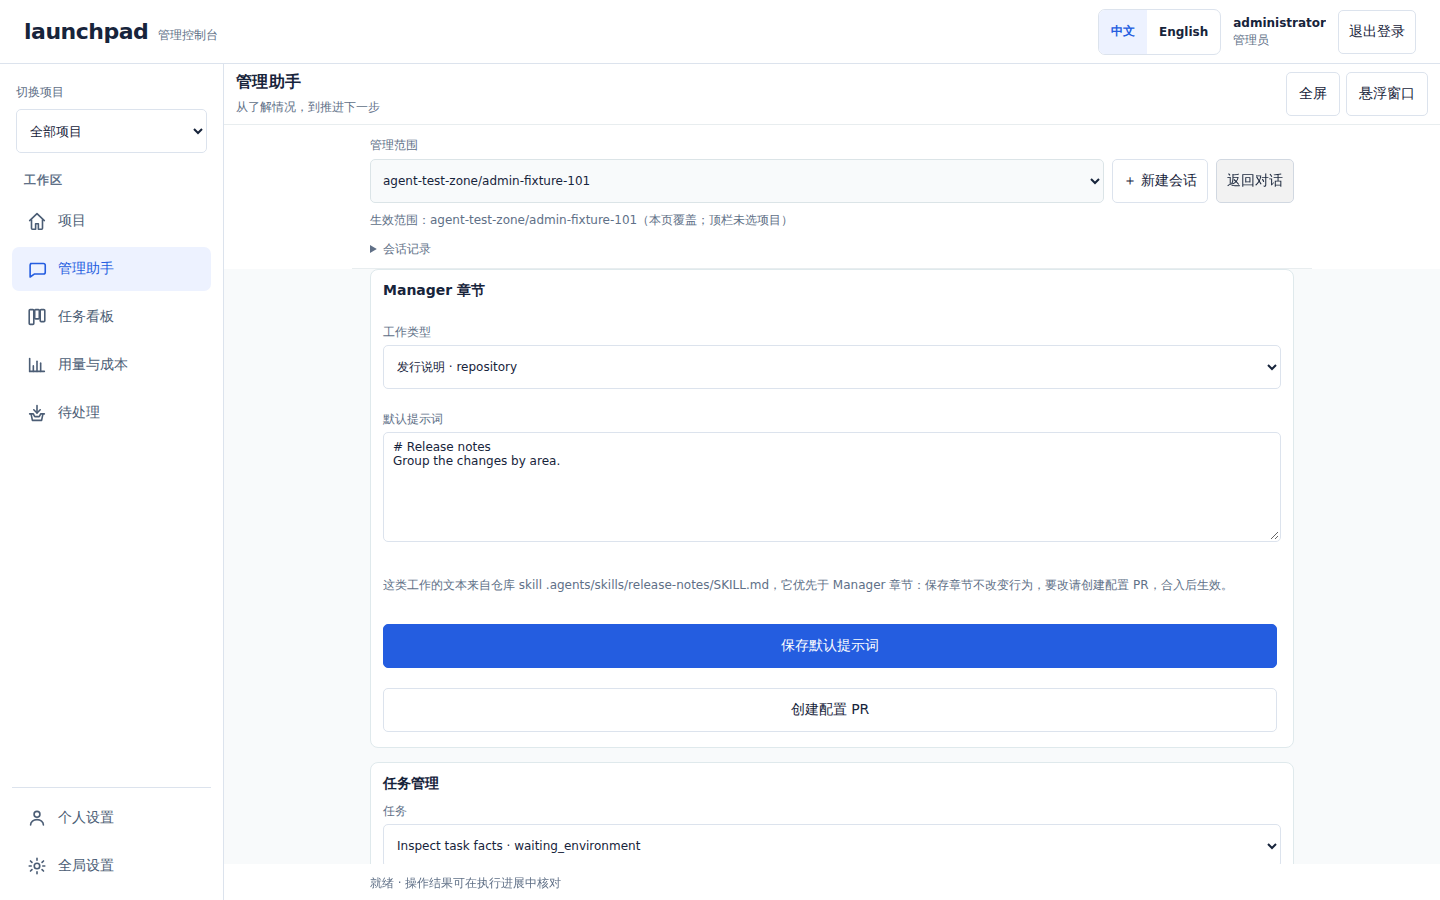 launchpad 管理控制台
中文 English
administrator
管理员
退出登录
切换项目
全部项目
工作区
项目
管理助手
任务看板
用量与成本
待处理
个人设置
全局设置
管理助手
从了解情况，到推进下一步
全屏
悬浮窗口
管理范围
agent-test-zone/admin-fixture-101
+ 新建会话
返回对话
生效范围：agent-test-zone/admin-fixture-101（本页覆盖；顶栏未选项目）
会话记录
Manager 章节
工作类型
发行说明 · repository
默认提示词
# Release notes
Group the changes by area.
这类工作的文本来自仓库 skill .agents/skills/release-notes/SKILL.md，它优先于 Manager 章节：保存章节不改变行为，要改请创建配置 PR，合入后生效。
保存默认提示词
创建配置 PR
任务管理
任务
Inspect task facts · waiting_environment
就绪 · 操作结果可在执行进展中核对